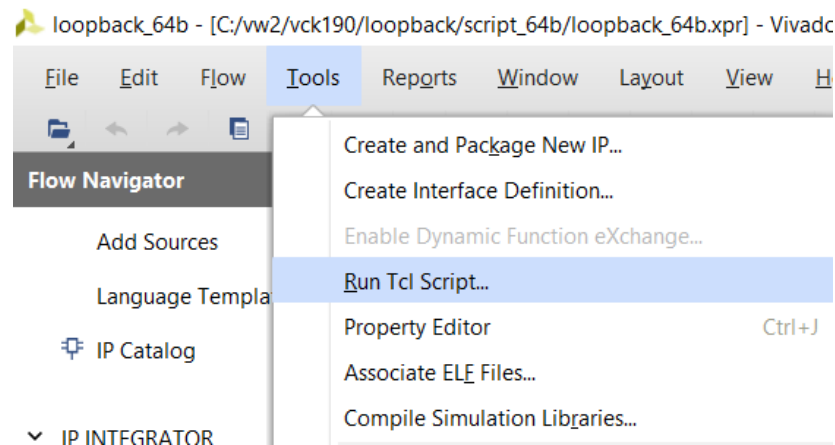 loopback_64b - [C:/vw2/vck190/loopback/script_64b/loopback_64b.xpr] - Vivado
File Edit Flow Tools Reports Window Layout View
Flow Navigator
Create and Package New IP...
Create Interface Definition...
Add Sources
Enable Dynamic Function eXchange...
Run Tcl Script...
Language Templa
Property Editor Ctrl+J
IP Catalog
Associate ELF Files...
Compile Simulation Libraries...
IP INTEGRATOR